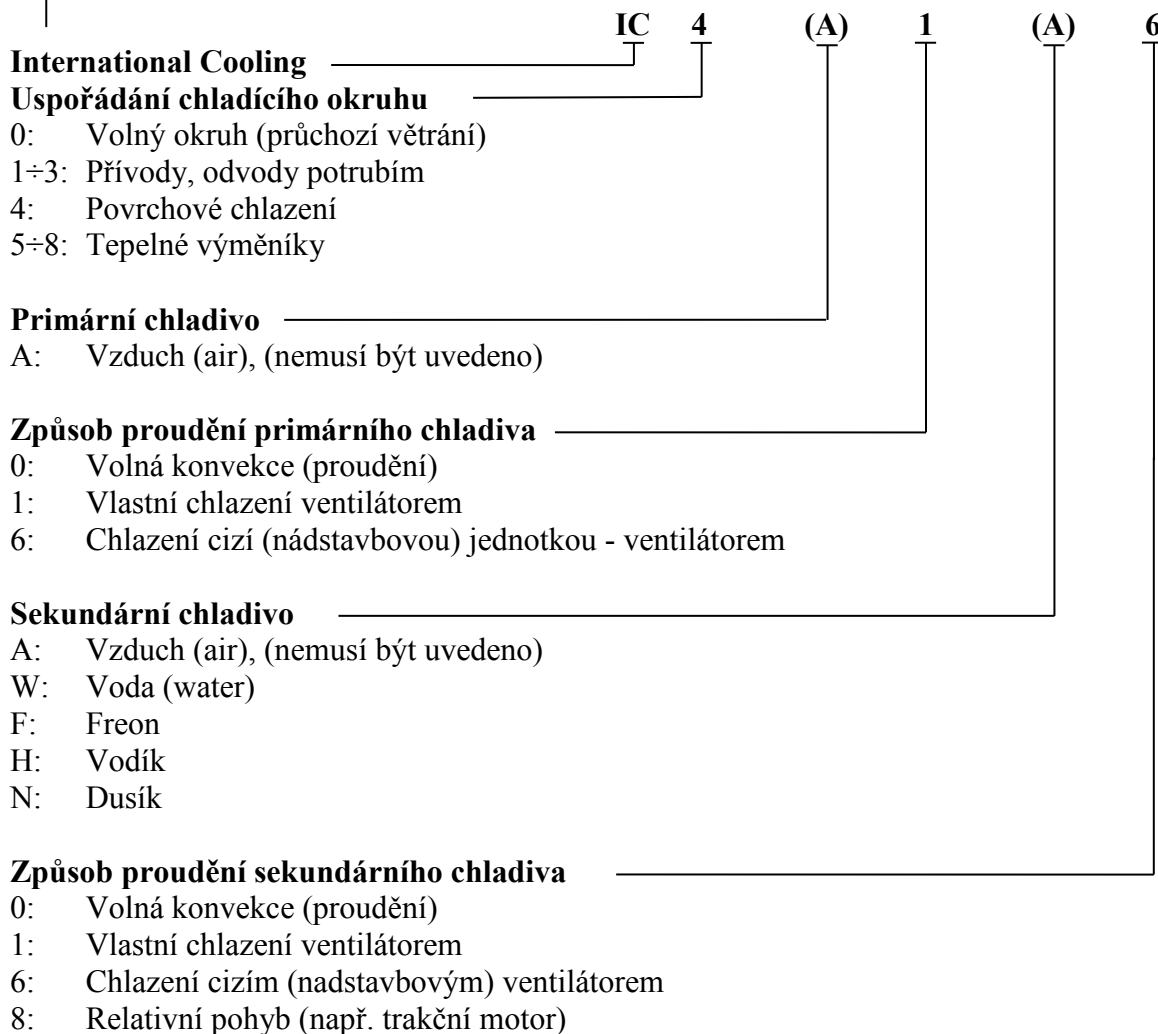 IC 4 (A) 1 (A) 6
International Cooling
Uspořádání chladícího okruhu
0: Volný okruh (průchozí větrání)
1÷3: Přívody, odvody potrubím
4: Povrchové chlazení
5÷8: Tepelné výměníky
Primární chladivo
A: Vzduch (air), (nemusí být uvedeno)
Způsob proudění primárního chladiva
0: Volná konvekce (proudění)
1: Vlastní chlazení ventilátorem
6: Chlazení cizí (nádstavbovou) jednotkou - ventilátorem
Sekundární chladivo
A: Vzduch (air), (nemusí být uvedeno)
W: Voda (water)
F: Freon
H: Vodík
N: Dusík
Způsob proudění sekundárního chladiva
0: Volná konvekce (proudění)
1: Vlastní chlazení ventilátorem
6: Chlazení cizím (nadstavbovým) ventilátorem
8: Relativní pohyb (např. trakční motor)